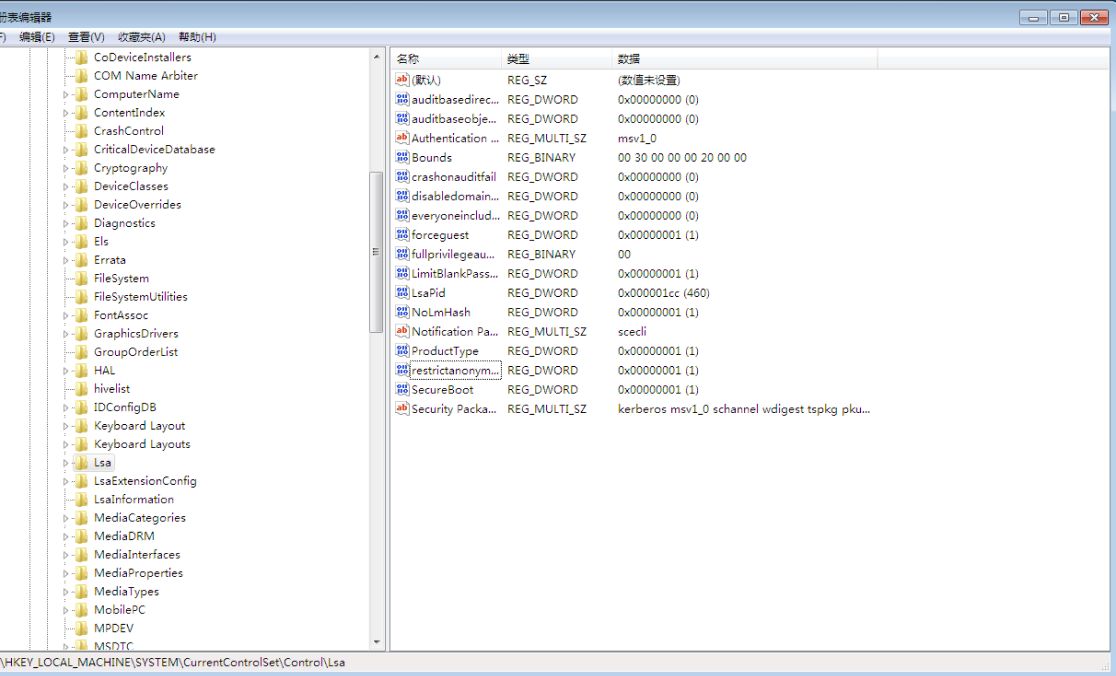 册表编辑器
F) 编辑(E) 查看(V) 收藏夹(A) 帮助(H)
CoDeviceInstallers
COM Name Arbiter
ComputerName
ContentIndex
CrashControl
CriticalDeviceDatabase
Cryptography
DeviceClasses
DeviceOverrides
Diagnostics
Els
Errata
FileSystem
FileSystemUtilities
FontAssoc
GraphicsDrivers
GroupOrderList
HAL
hivelist
IDConfigDB
Keyboard Layout
Keyboard Layouts
Lsa
LsaExtensionConfig
LsaInformation
MediaCategories
MediaDRM
MediaInterfaces
MediaProperties
MediaTypes
MobilePC
MPDEV
MSDTC
名称 类型 数据
(默认) REG_SZ (数值未设置)
auditbasedirec... REG_DWORD 0x00000000 (0)
auditbaseobje... REG_DWORD 0x00000000 (0)
Authentication ... REG_MULTI_SZ msv1_0
Bounds REG_BINARY 00 30 00 00 00 20 00 00
crashonauditfail REG_DWORD 0x00000000 (0)
disabledomain... REG_DWORD 0x00000000 (0)
everyoneinclud... REG_DWORD 0x00000000 (0)
forceguest REG_DWORD 0x00000001 (1)
fullprivilegeau... REG_BINARY 00
LimitBlankPass... REG_DWORD 0x00000001 (1)
LsaPid REG_DWORD 0x000001cc (460)
NoLmHash REG_DWORD 0x00000001 (1)
Notification Pa... REG_MULTI_SZ scecli
ProductType REG_DWORD 0x00000001 (1)
restrictanonym... REG_DWORD 0x00000001 (1)
SecureBoot REG_DWORD 0x00000001 (1)
Security Packa... REG_MULTI_SZ kerberos msv1_0 schannel wdigest tspkg pku...
\HKEY_LOCAL_MACHINE\SYSTEM\CurrentControlSet\Control\Lsa